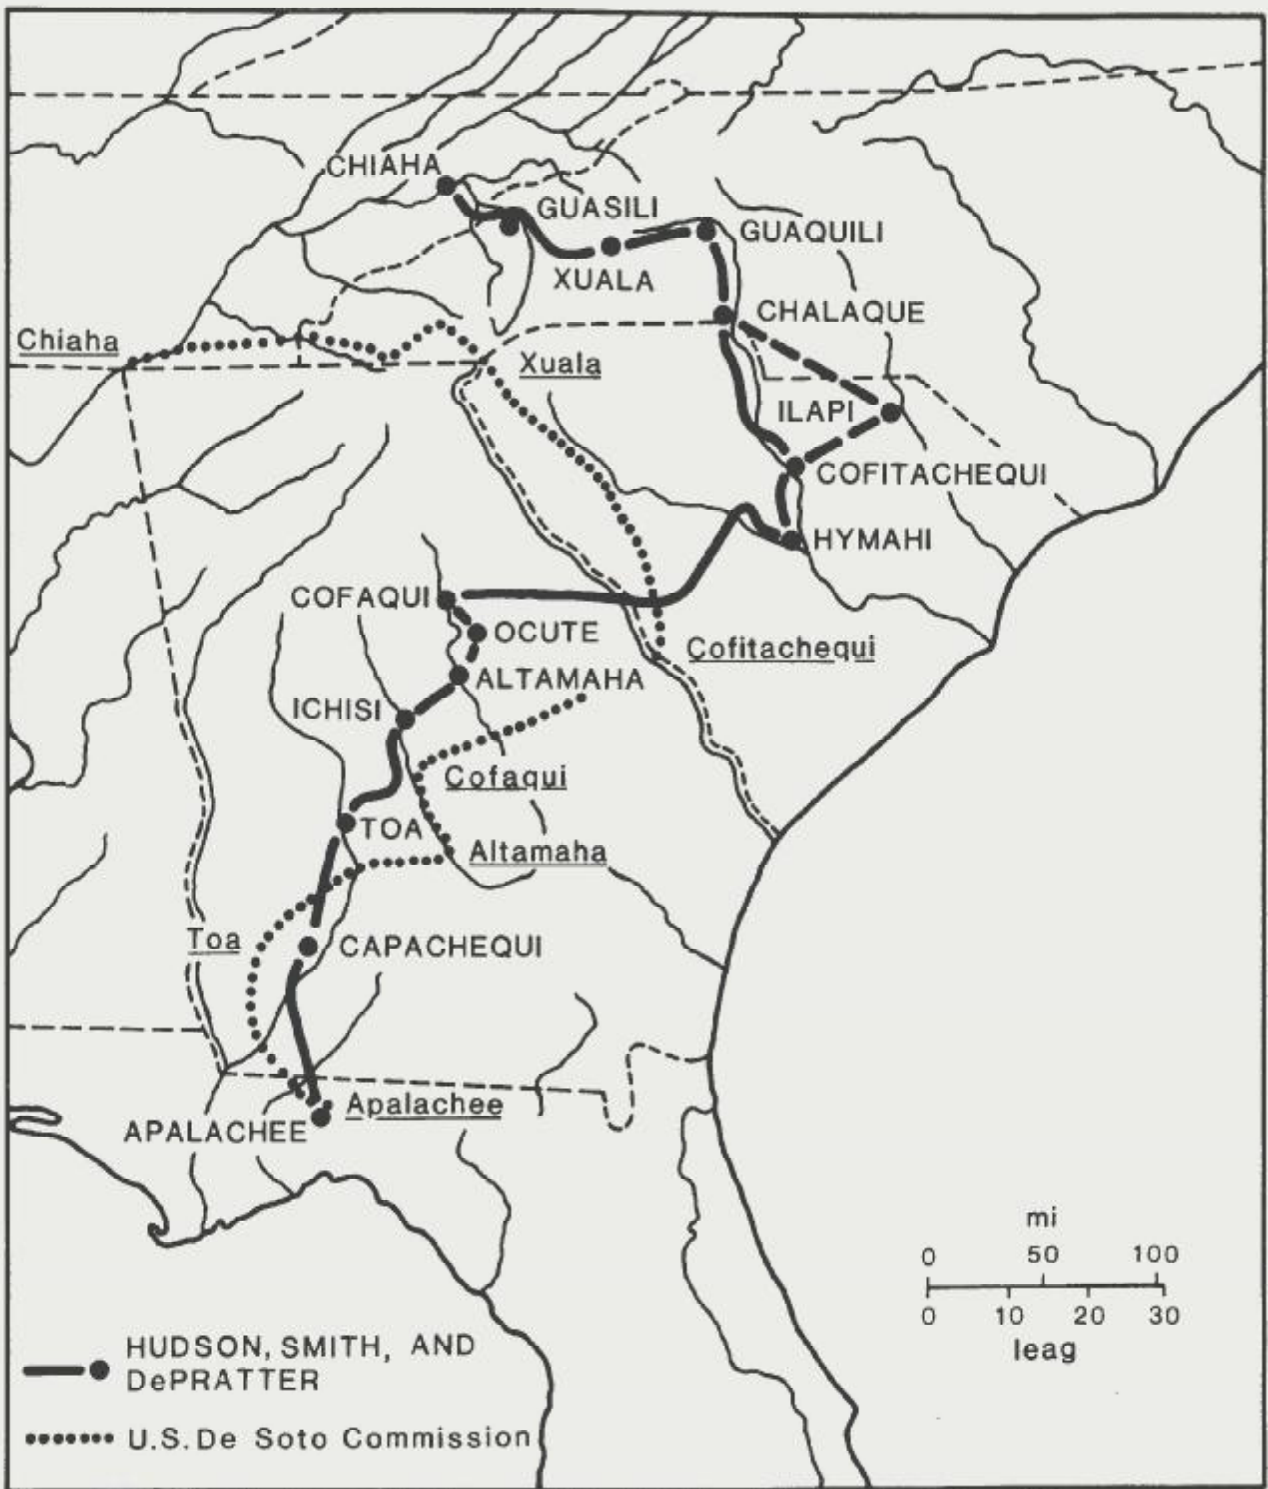 CHIAHA
GUASILI
GUAQUILI
XUALA
CHALAQUE
Chiaha
Xuala
ILAPI
COFITACHEQUI
HYMAHI
COFAQUI
OCUTE
Cofitachequi
ALTAMAHA
ICHISI
Cofaqui
TOA
Altamaha
Toa
CAPACHEQUI
Apalachee
APALACHEE
mi
0 50 100
0 10 20 30
leag
HUDSON, SMITH, AND
DePRATTER
U.S. De Soto Commission